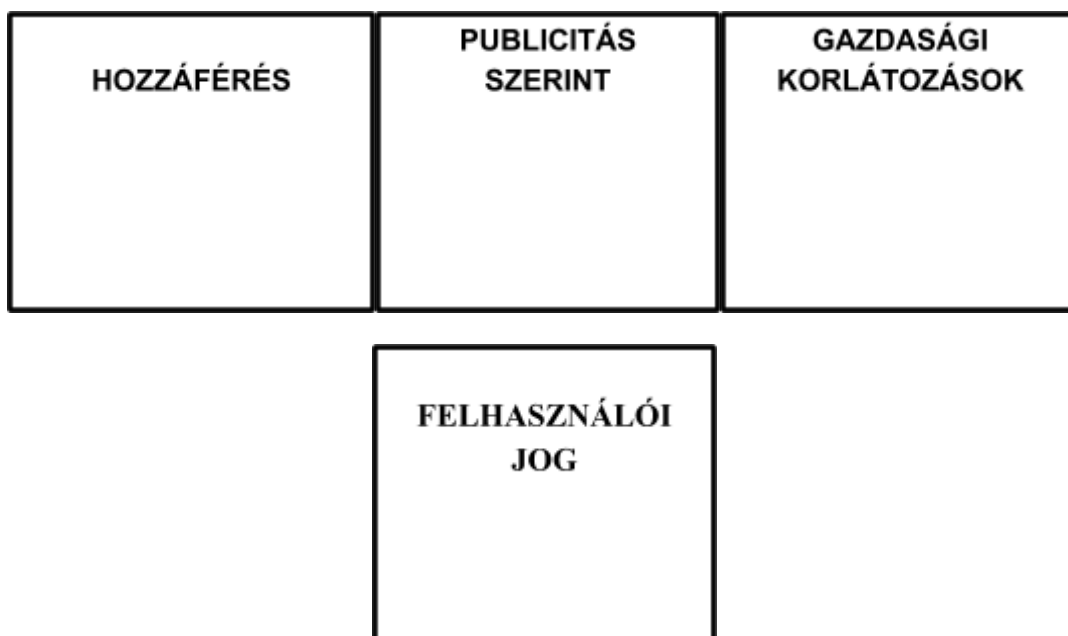 HOZZÁFÉRÉS
PUBLICITÁS
SZERINT
GAZDASÁGI
KORLÁTOZÁSOK
FELHASZNÁLÓI
JOG